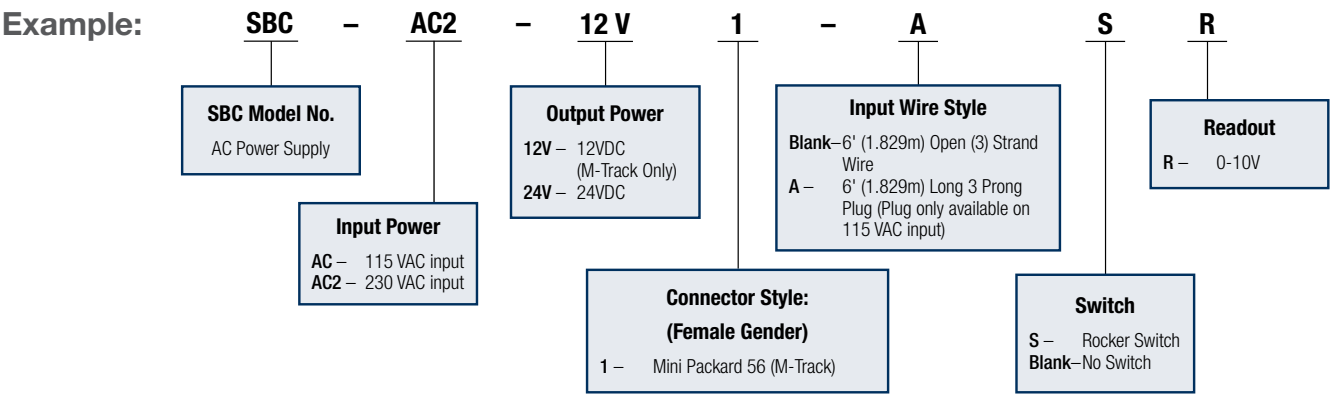 Example: SBC – AC2 – 12 V 1 – A S R
SBC Model No.
AC Power Supply
Input Power
AC – 115 VAC input
AC2 – 230 VAC input
Output Power
12V – 12VDC
(M-Track Only)
24V – 24VDC
Connector Style:
(Female Gender)
1 – Mini Packard 56 (M-Track)
Input Wire Style
Blank–6' (1.829m) Open (3) Strand
Wire
A – 6' (1.829m) Long 3 Prong
Plug (Plug only available on
115 VAC input)
Switch
S – Rocker Switch
Blank–No Switch
Readout
R – 0-10V